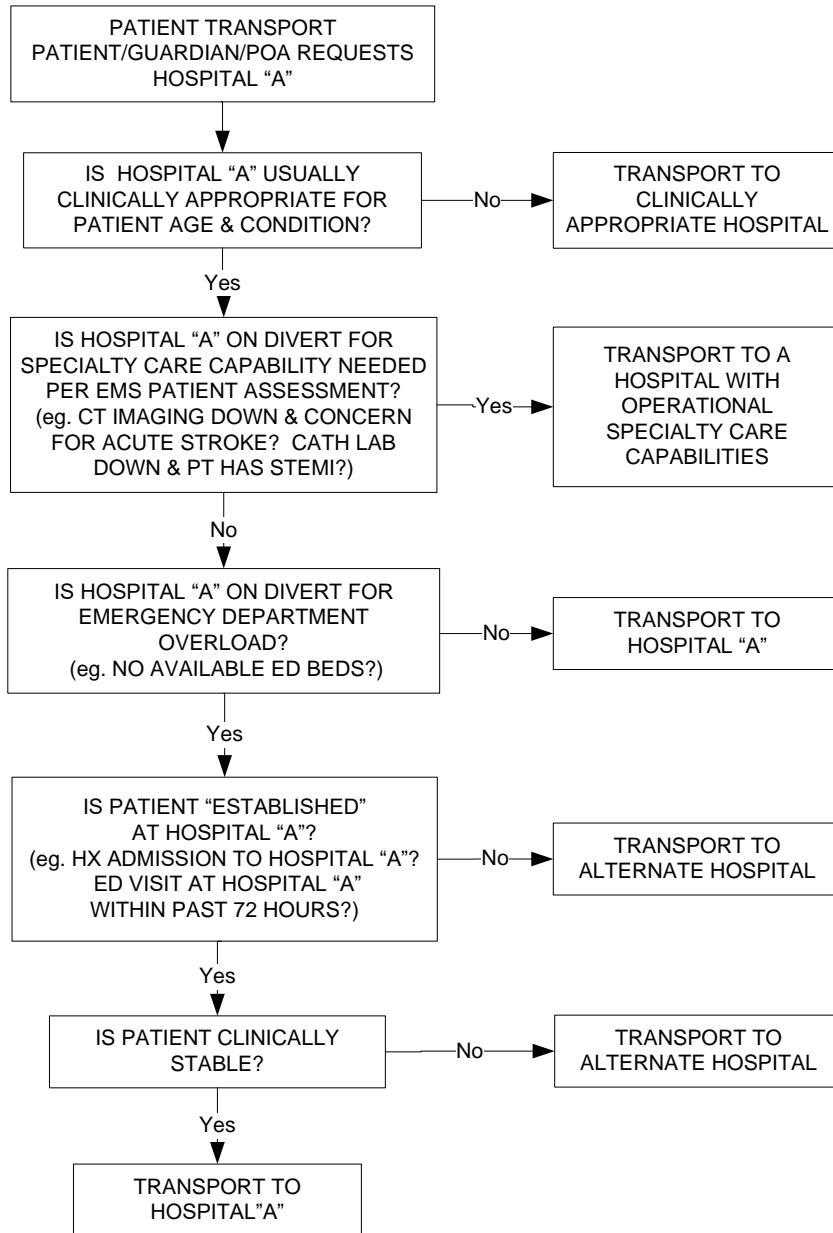 PATIENT TRANSPORT
PATIENT/GUARDIAN/POA REQUESTS
HOSPITAL “A”
IS HOSPITAL “A” USUALLY
CLINICALLY APPROPRIATE FOR
PATIENT AGE & CONDITION?
No
TRANSPORT TO
CLINICALLY
APPROPRIATE HOSPITAL
Yes
IS HOSPITAL “A” ON DIVERT FOR
SPECIALTY CARE CAPABILITY NEEDED
PER EMS PATIENT ASSESSMENT?
(eg. CT IMAGING DOWN & CONCERN
FOR ACUTE STROKE? CATH LAB
DOWN & PT HAS STEMI?)
Yes
TRANSPORT TO A
HOSPITAL WITH
OPERATIONAL
SPECIALTY CARE
CAPABILITIES
No
IS HOSPITAL “A” ON DIVERT FOR
EMERGENCY DEPARTMENT
OVERLOAD?
(eg. NO AVAILABLE ED BEDS?)
No
TRANSPORT TO
HOSPITAL “A”
Yes
IS PATIENT “ESTABLISHED”
AT HOSPITAL “A”?
(eg. HX ADMISSION TO HOSPITAL “A”?
ED VISIT AT HOSPITAL “A”
WITHIN PAST 72 HOURS?)
No
TRANSPORT TO
ALTERNATE HOSPITAL
Yes
IS PATIENT CLINICALLY
STABLE?
No
TRANSPORT TO
ALTERNATE HOSPITAL
Yes
TRANSPORT TO
HOSPITAL”A”